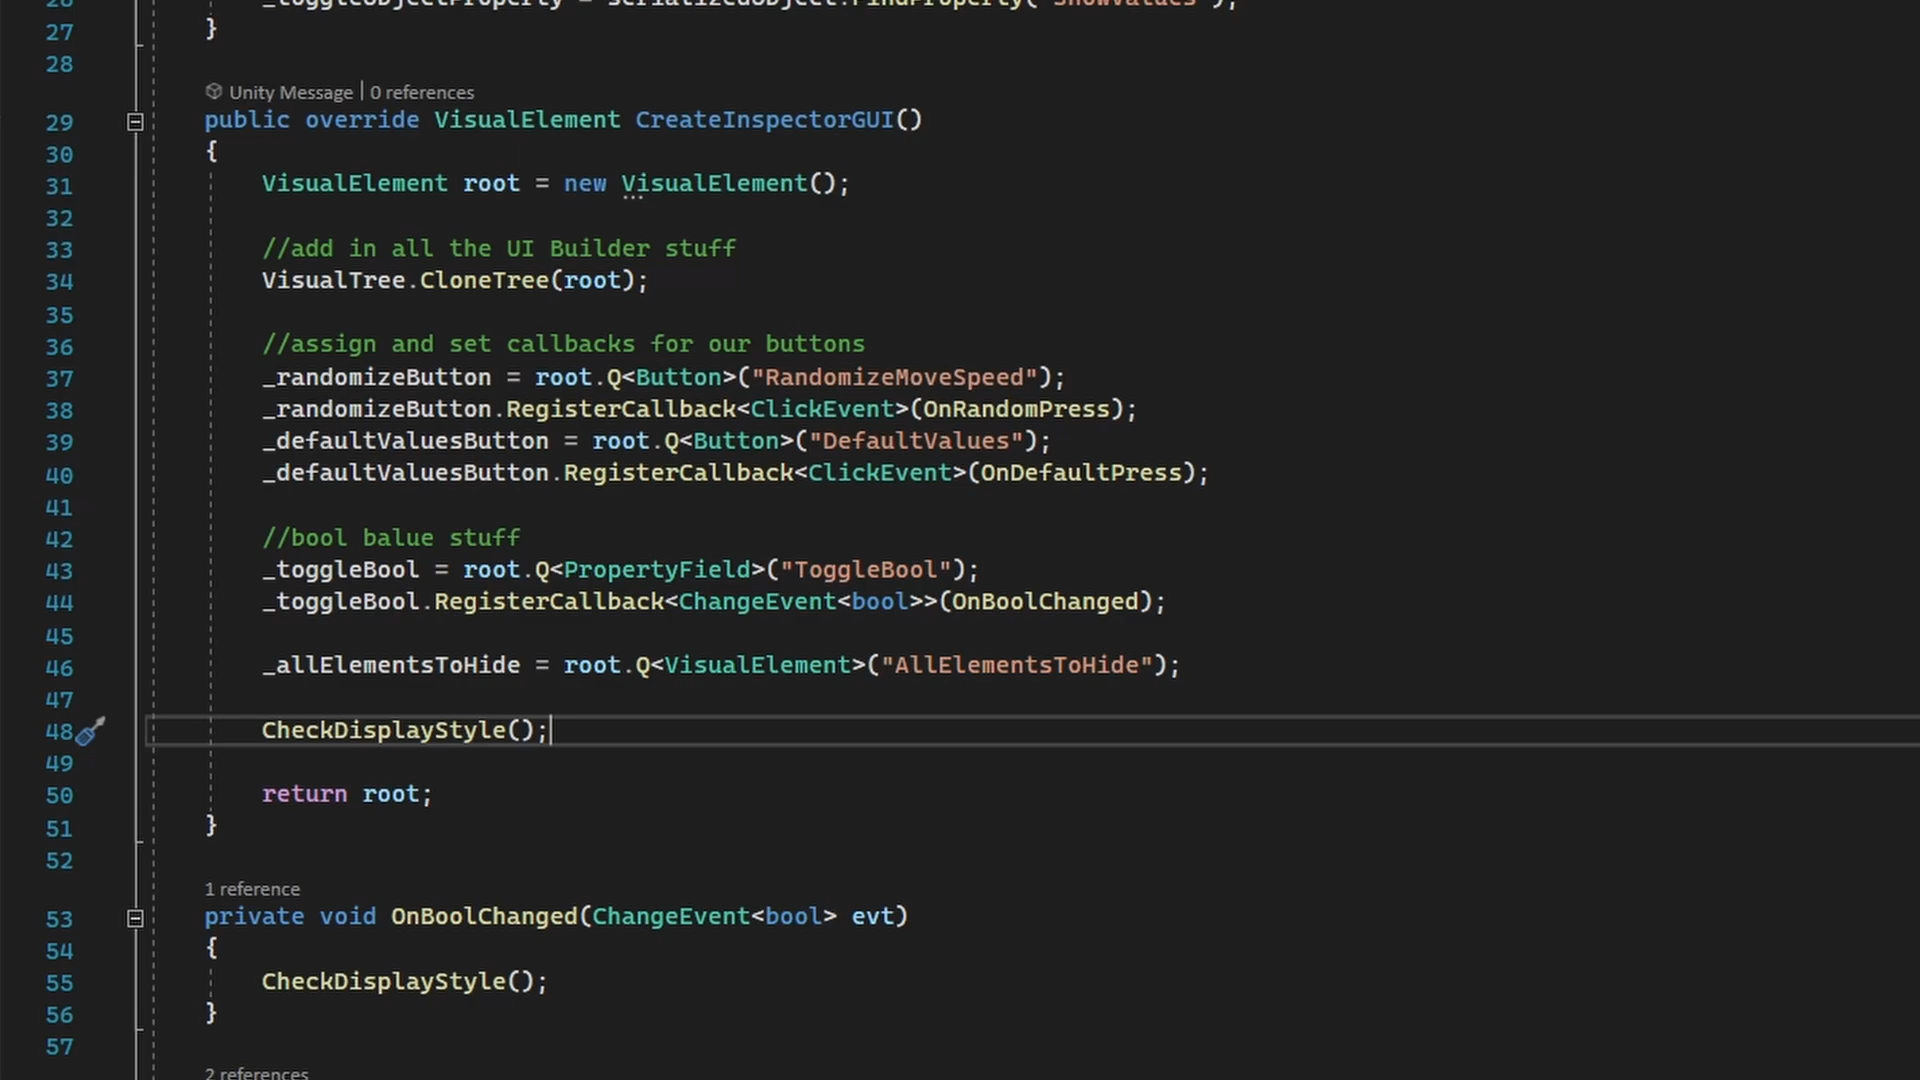 26 _toggleObjectProperty = serializedObject.FindProperty("ShowValues");
27 }
28
Unity Message | 0 references
29 public override VisualElement CreateInspectorGUI()
30 {
31 VisualElement root = new VisualElement();
32
33 //add in all the UI Builder stuff
34 VisualTree.CloneTree(root);
35
36 //assign and set callbacks for our buttons
37 _randomizeButton = root.Q<Button>("RandomizeMoveSpeed");
38 _randomizeButton.RegisterCallback<ClickEvent>(OnRandomPress);
39 _defaultValuesButton = root.Q<Button>("DefaultValues");
40 _defaultValuesButton.RegisterCallback<ClickEvent>(OnDefaultPress);
41
42 //bool balue stuff
43 _toggleBool = root.Q<PropertyField>("ToggleBool");
44 _toggleBool.RegisterCallback<ChangeEvent<bool>>(OnBoolChanged);
45
46 _allElementsToHide = root.Q<VisualElement>("AllElementsToHide");
47
48 CheckDisplayStyle();
49
50 return root;
51 }
52
1 reference
53 private void OnBoolChanged(ChangeEvent<bool> evt)
54 {
55 CheckDisplayStyle();
56 }
57
2 references